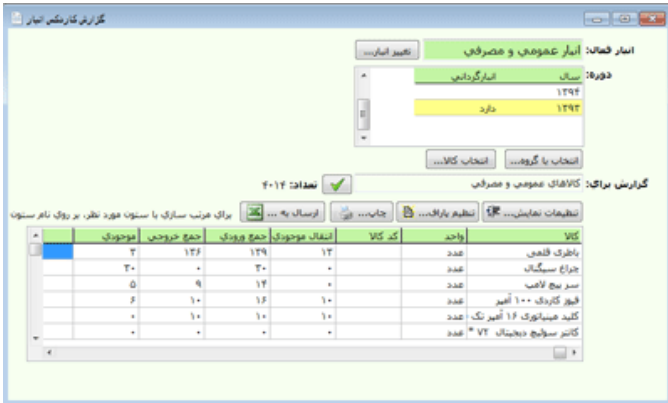 گزارش کاردکس انبار
انبار فعال: انبار عمومی و مصرفی تغییر انبار...
دوره: سال انبارگردانی
۱۳۹۴
۱۳۹۳ دارد
انتخاب با گروه... انتخاب کالا...
گزارش برای: کالاهای عمومی و مصرفی تعداد: ۴۰۱۴
تنظیمات نمایش... تنظیم پارافی... چاپ... ارسال به ... برای مرتب سازی با ستون مورد نظر، بر روی نام ستون
کالا واحد کد کالا انتقال موجودی جمع ورودی جمع خروجی موجودی
باطری قلمی عدد ۱۳ ۱۳۹ ۱۳۶ ۳
چراغ سیگنال عدد ۰ ۳۰ ۰ ۳۰
سر پیچ لامپ عدد ۰ ۱۴ ۹ ۵
فیوز کاردی ۱۰۰ آمپر عدد ۱۰ ۱۶ ۱۰ ۶
کلید مینیاتوری ۱۶ آمپر تک عدد ۱۰ ۱۰ ۱۰ ۰
کانتر سوئیچ دیجیتال ۷۲ * عدد ۰ ۰ ۰ ۰